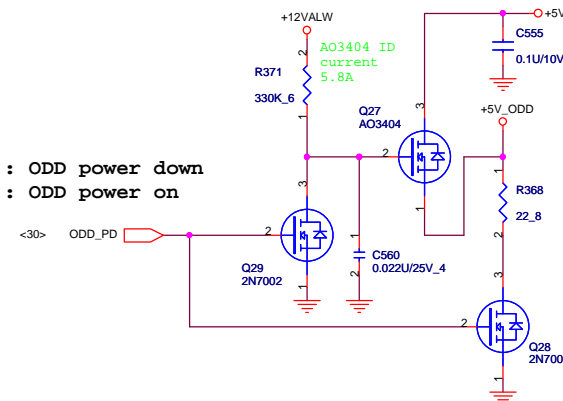 +12VALW
+5V
2
AO3404 ID
current
5.8A
C555
0.1U/10V
R371
330K_6
1
Q27
AO3404
3
+5V_ODD
2
: ODD power down
: ODD power on
1
1
R368
22_8
3
<30>
ODD_PD
2
1
2
C560
0.022U/25V_4
2
Q29
2N7002
1
3
2
Q28
2N700
1